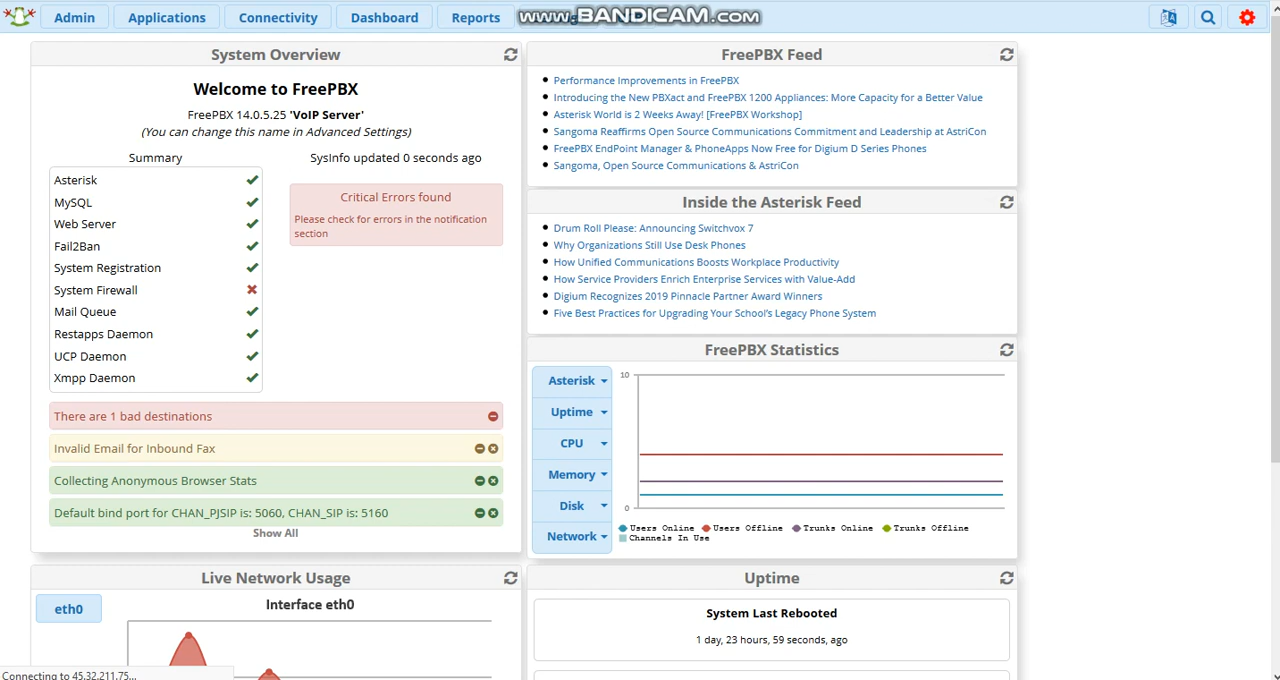 Admin
Applications
Connectivity
Dashboard
Reports
www.BANDICAM.com
System Overview
Welcome to FreePBX
FreePBX 14.0.5.25 'VoIP Server'
(You can change this name in Advanced Settings)
Summary
SysInfo updated 0 seconds ago
Asterisk
MySQL
Web Server
Fail2Ban
System Registration
System Firewall
Mail Queue
Restapps Daemon
UCP Daemon
Xmpp Daemon
Critical Errors found
Please check for errors in the notification
section
There are 1 bad destinations
Invalid Email for Inbound Fax
Collecting Anonymous Browser Stats
Default bind port for CHAN_PJSIP is: 5060, CHAN_SIP is: 5160
Show All
Live Network Usage
eth0
Interface eth0
Connecting to 45.32.211.75...
FreePBX Feed
Performance Improvements in FreePBX
Introducing the New PBXact and FreePBX 1200 Appliances: More Capacity for a Better Value
Asterisk World is 2 Weeks Away! [FreePBX Workshop]
Sangoma Reaffirms Open Source Communications Commitment and Leadership at AstriCon
FreePBX EndPoint Manager & PhoneApps Now Free for Digium D Series Phones
Sangoma, Open Source Communications & AstriCon
Inside the Asterisk Feed
Drum Roll Please: Announcing Switchvox 7
Why Organizations Still Use Desk Phones
How Unified Communications Boosts Workplace Productivity
How Service Providers Enrich Enterprise Services with Value-Add
Digium Recognizes 2019 Pinnacle Partner Award Winners
Five Best Practices for Upgrading Your School's Legacy Phone System
FreePBX Statistics
Asterisk
Uptime
CPU
Memory
Disk
Network
10
0
Users Online Users Offline Trunks Online Trunks Offline
Channels In Use
Uptime
System Last Rebooted
1 day, 23 hours, 59 seconds, ago